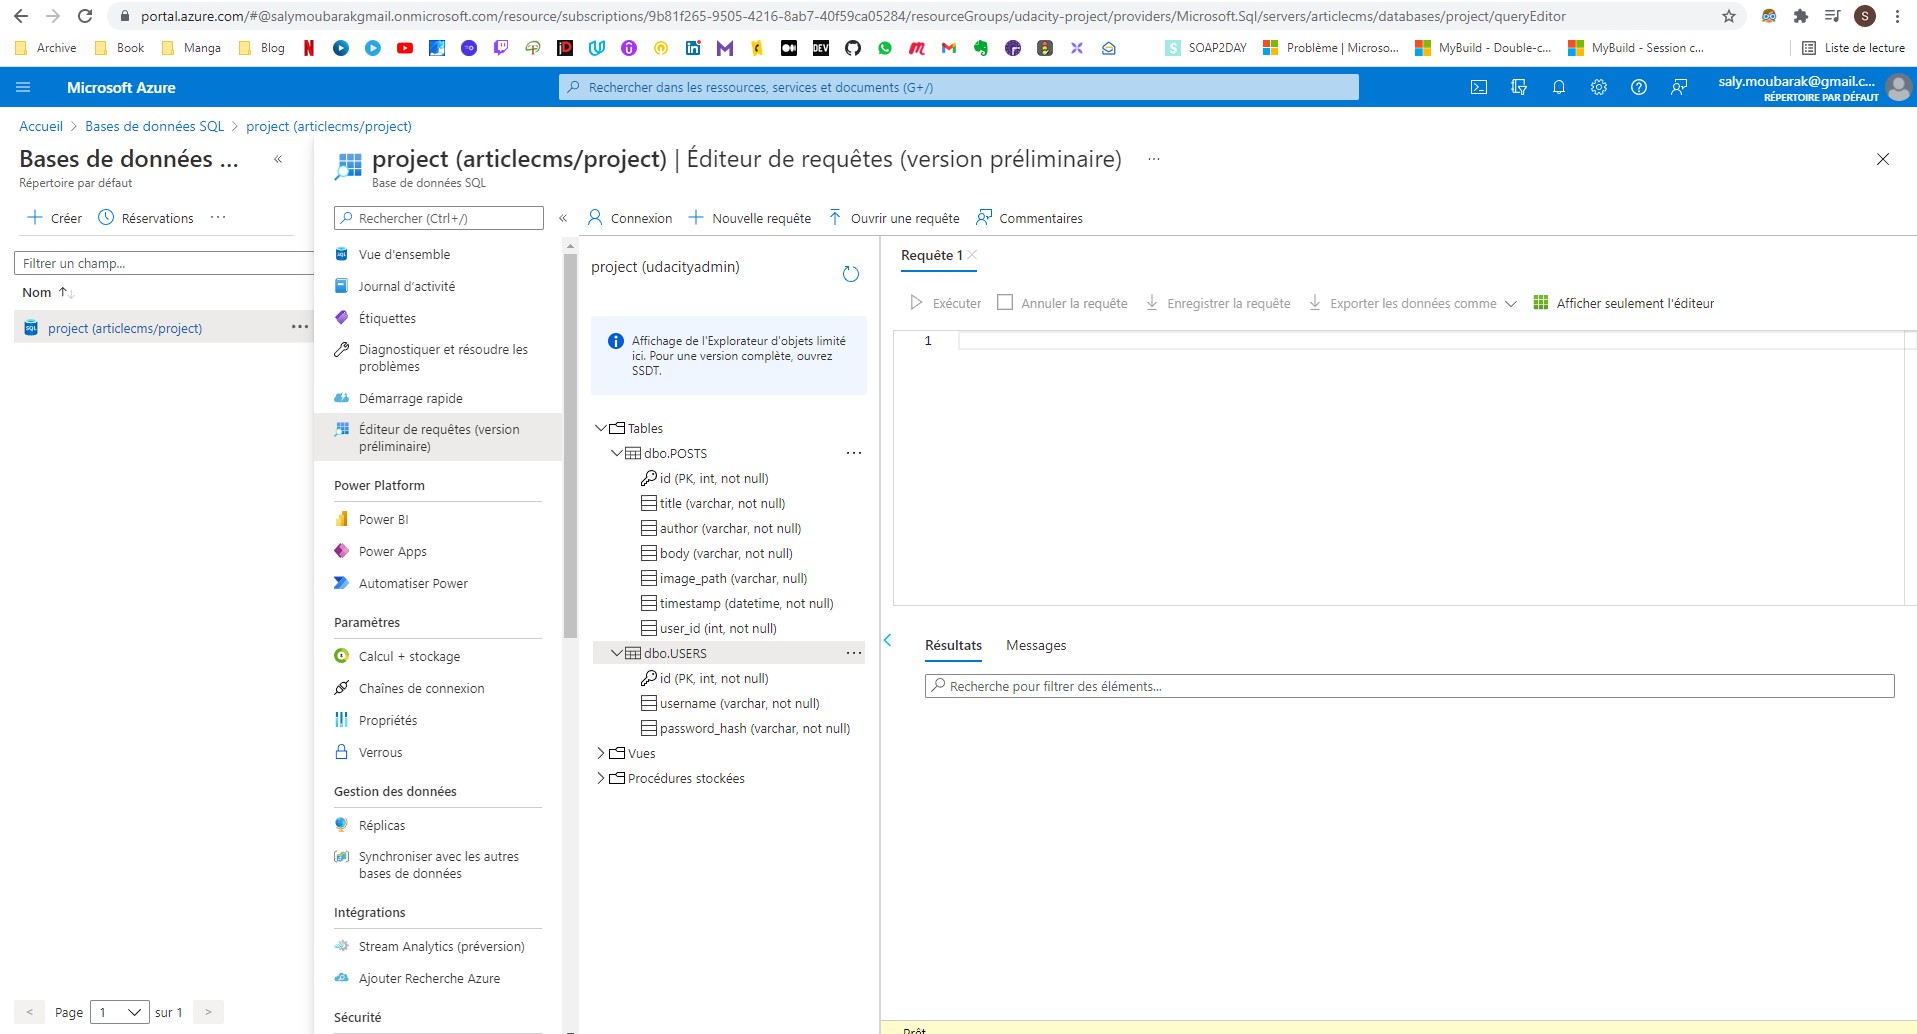 portal.azure.com/#@salymoubarakgmail.onmicrosoft.com/resource/subscriptions/9b81f265-9505-4216-8ab7-40f59ca05284/resourceGroups/udacity-project/providers/Microsoft.Sql/servers/articlecms/databases/project/queryEditor
S
Archive
Book
Manga
Blog
SOAP2DAY
Problème | Microso...
MyBuild - Double-c...
MyBuild - Session c...
Liste de lecture
Microsoft Azure
Rechercher dans les ressources, services et documents (G+/)
saly.moubarak@gmail.c...
RÉPERTOIRE PAR DÉFAUT
Accueil > Bases de données SQL > project (articlecms/project)
Bases de données ...
Répertoire par défaut
Créer
Réservations
Filtrer un champ...
Nom
project (articlecms/project)
< Page 1 sur 1 >
project (articlecms/project) | Éditeur de requêtes (version préliminaire)
Base de données SQL
Rechercher (Ctrl+/)
Vue d'ensemble
Journal d'activité
Étiquettes
Diagnostiquer et résoudre les
problèmes
Démarrage rapide
Éditeur de requêtes (version
préliminaire)
Power Platform
Power BI
Power Apps
Automatiser Power
Paramètres
Calcul + stockage
Chaînes de connexion
Propriétés
Verrous
Gestion des données
Réplicas
Synchroniser avec les autres
bases de données
Intégrations
Stream Analytics (préversion)
Ajouter Recherche Azure
Sécurité
Connexion
Nouvelle requête
Ouvrir une requête
Commentaires
project (udacityadmin)
Affichage de l'Explorateur d'objets limité
ici. Pour une version complète, ouvrez
SSDT.
Tables
dbo.POSTS
id (PK, int, not null)
title (varchar, not null)
author (varchar, not null)
body (varchar, not null)
image_path (varchar, null)
timestamp (datetime, not null)
user_id (int, not null)
dbo.USERS
id (PK, int, not null)
username (varchar, not null)
password_hash (varchar, not null)
Vues
Procédures stockées
Requête 1
Exécuter
Annuler la requête
Enregistrer la requête
Exporter les données comme
Afficher seulement l'éditeur
1
Résultats
Messages
Recherche pour filtrer des éléments...
Prêt